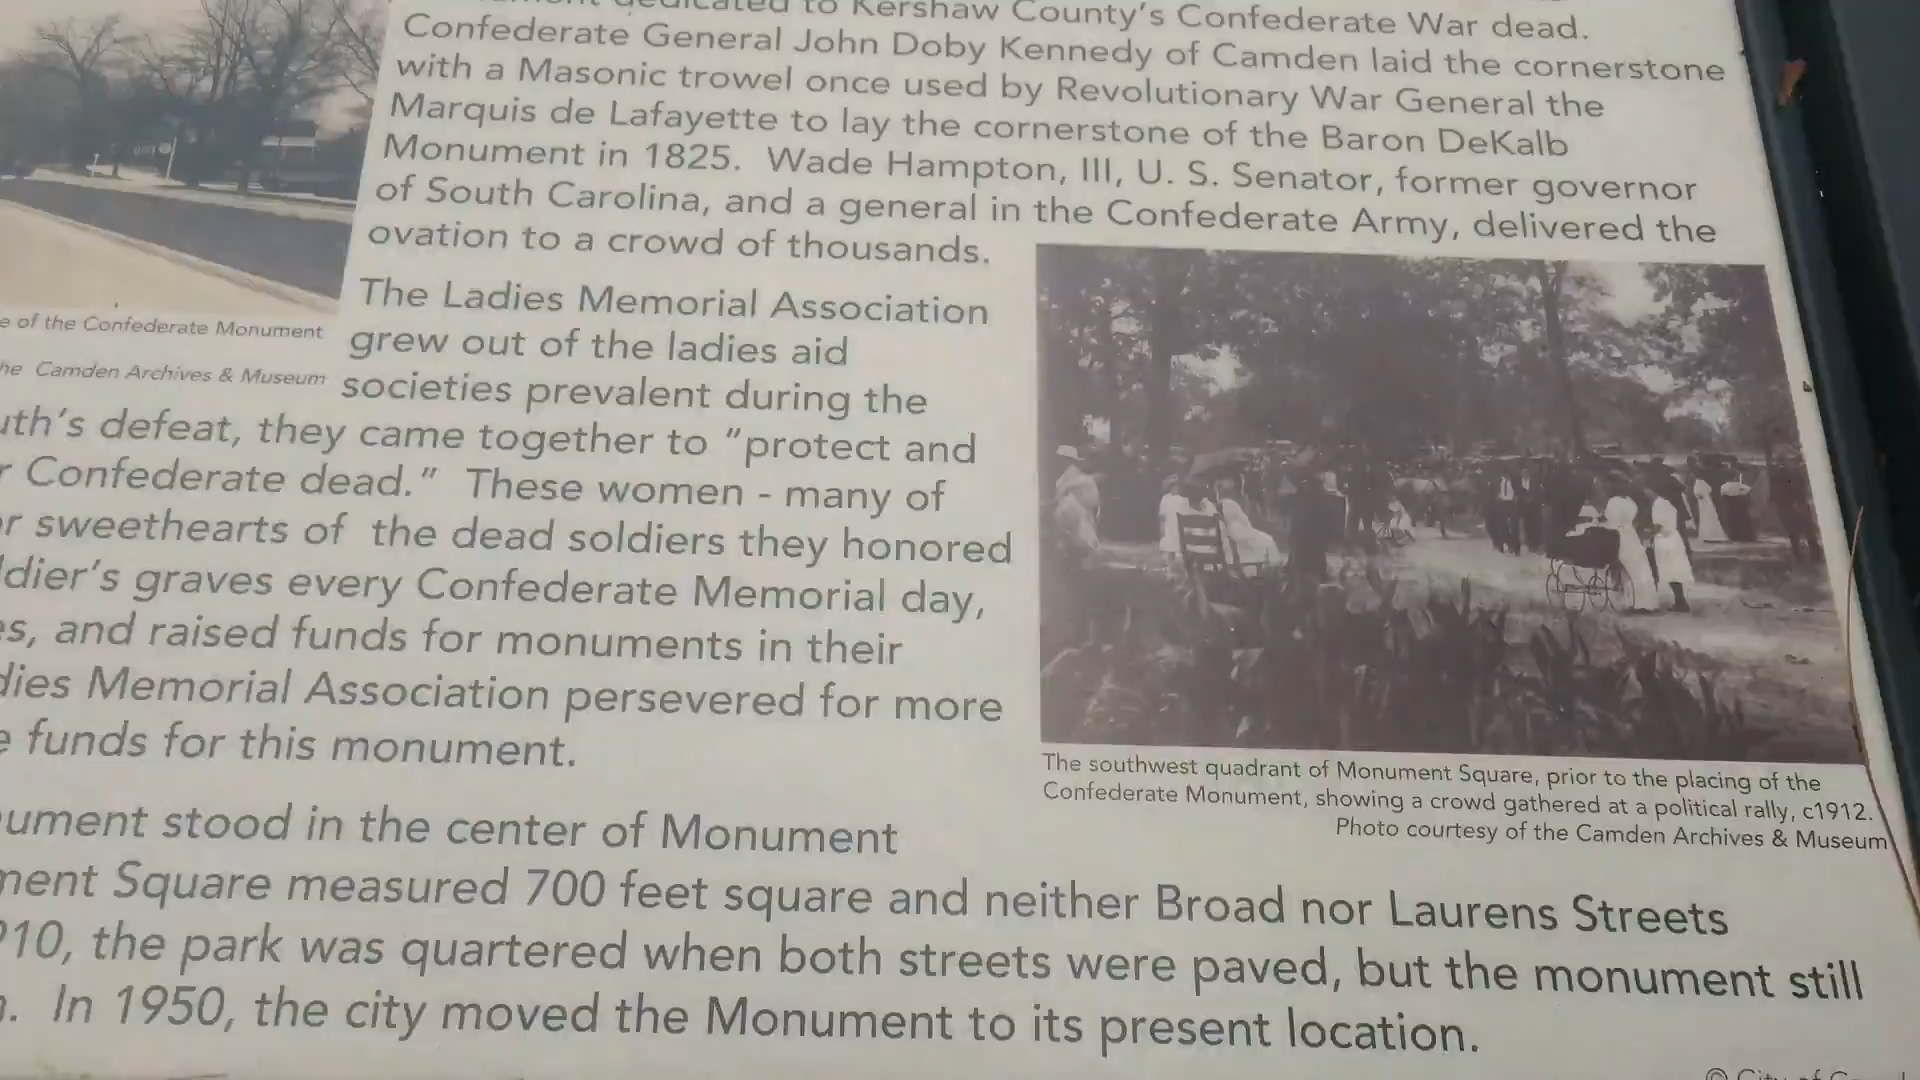 dedicated to Kershaw County's Confederate War dead.
Confederate General John Doby Kennedy of Camden laid the cornerstone
with a Masonic trowel once used by Revolutionary War General the
Marquis de Lafayette to lay the cornerstone of the Baron DeKalb
Monument in 1825. Wade Hampton, III, U. S. Senator, former governor
of South Carolina, and a general in the Confederate Army, delivered the
ovation to a crowd of thousands.
The Ladies Memorial Association
grew out of the ladies aid
societies prevalent during the
uth's defeat, they came together to "protect and
r Confederate dead." These women - many of
or sweethearts of the dead soldiers they honored
ldier's graves every Confederate Memorial day,
es, and raised funds for monuments in their
dies Memorial Association persevered for more
e funds for this monument.
e of the Confederate Monument
he Camden Archives & Museum
The southwest quadrant of Monument Square, prior to the placing of the
Confederate Monument, showing a crowd gathered at a political rally, c1912.
Photo courtesy of the Camden Archives & Museum
ument stood in the center of Monument
ment Square measured 700 feet square and neither Broad nor Laurens Streets
910, the park was quartered when both streets were paved, but the monument still
. In 1950, the city moved the Monument to its present location.
© City of